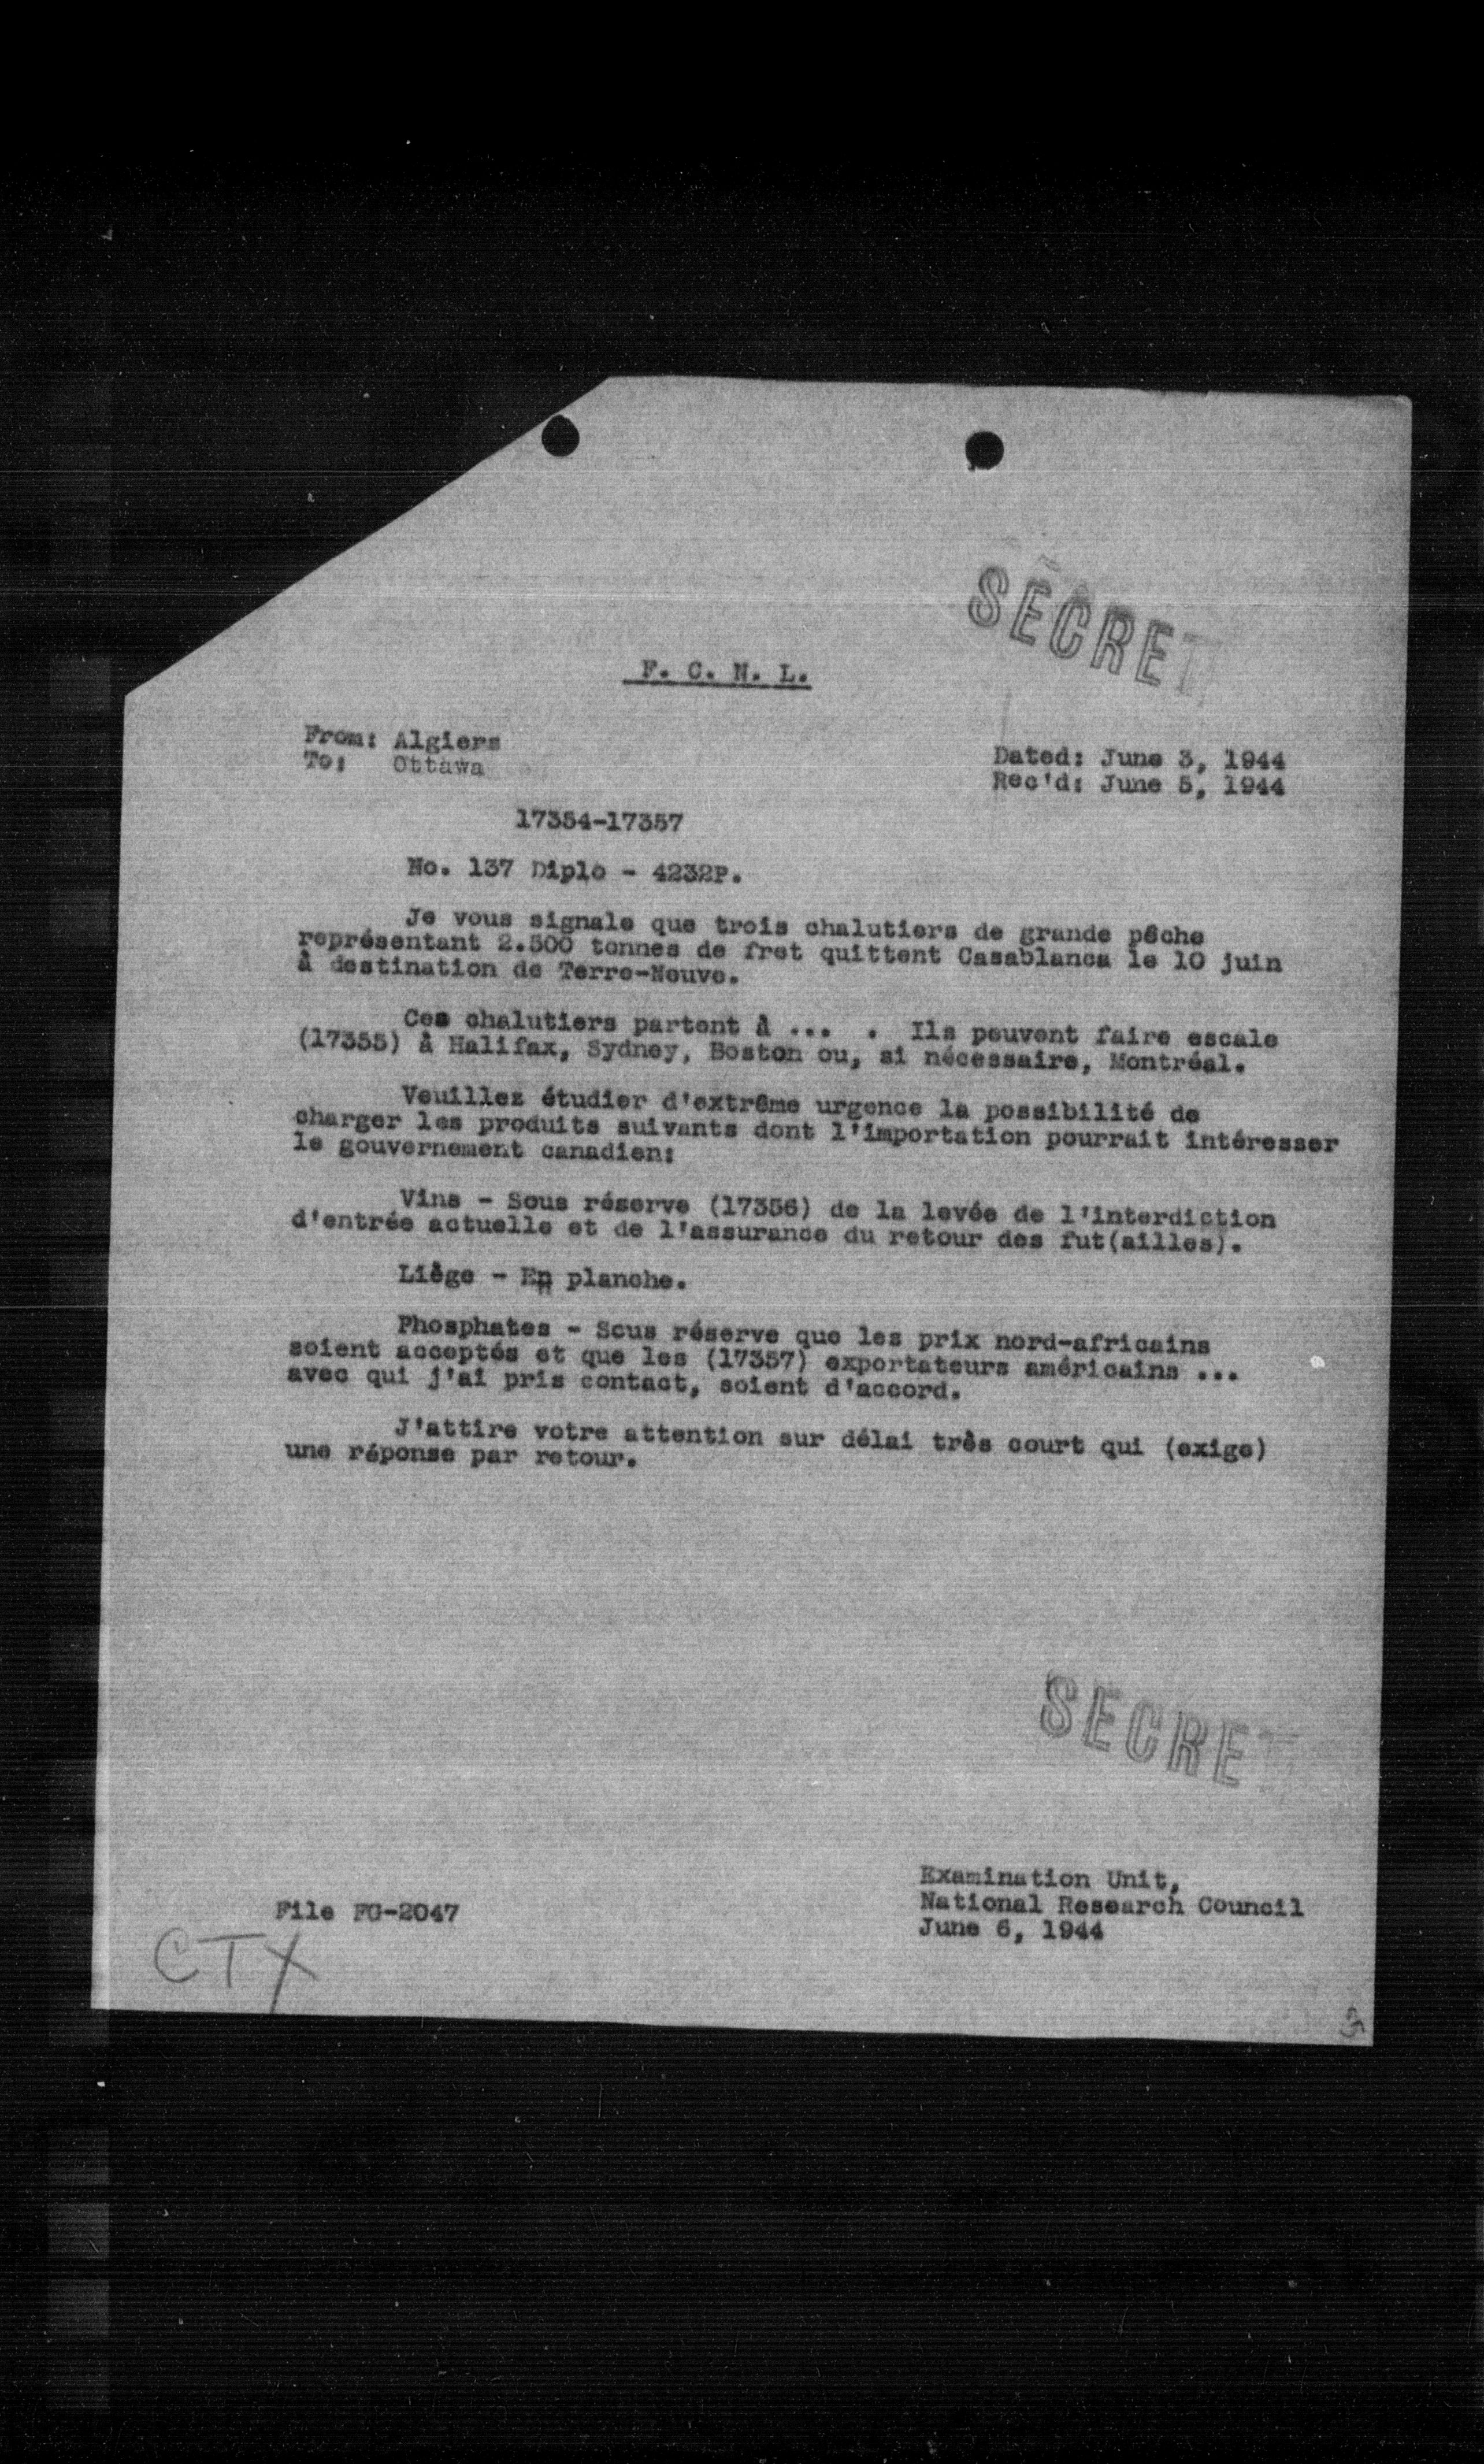 SECRET
F. C. N. L.
From: Algiers
To: Ottawa
Dated: June 3, 1944
Rec'd: June 5, 1944
17354-17357
No. 137 Diplo - 4232P.
Je vous signale que trois chalutiers de grande pêche
représentant 2.500 tonnes de fret quittent Casablanca le 10 juin
à destination de Terre-Neuve.
Ces chalutiers partent à ... . Ils peuvent faire escale
(17355) à Halifax, Sydney, Boston ou, si nécessaire, Montréal.
Veuillez étudier d'extrême urgence la possibilité de
charger les produits suivants dont l'importation pourrait intéresser
le gouvernement canadien:
Vins - Sous réserve (17356) de la levée de l'interdiction
d'entrée actuelle et de l'assurance du retour des fut(ailles).
Liège - En planche.
Phosphates - Sous réserve que les prix nord-africains
soient acceptés et que les (17357) exportateurs américains ...
avec qui j'ai pris contact, soient d'accord.
J'attire votre attention sur délai très court qui (exige)
une réponse par retour.
SECRET
Examination Unit,
National Research Council
June 6, 1944
File FG-2047
CTX